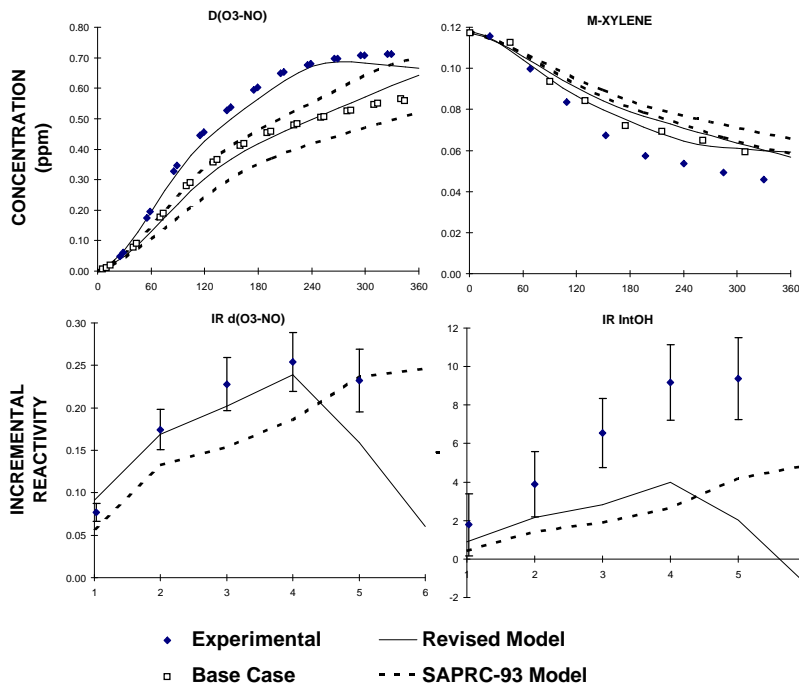 D(O3-NO)
M-XYLENE
CONCENTRATION
(ppm)
0.80
0.70
0.60
0.50
0.40
0.30
0.20
0.10
0.00
0 60 120 180 240 300 360
0.12
0.10
0.08
0.06
0.04
0.02
0.00
0 60 120 180 240 300 360
IR d(O3-NO)
IR IntOH
INCREMENTAL
REACTIVITY
0.30
0.25
0.20
0.15
0.10
0.05
0.00
1 2 3 4 5 6
12
10
8
6
4
2
0
-2
1 2 3 4 5
Experimental
Revised Model
Base Case
SAPRC-93 Model